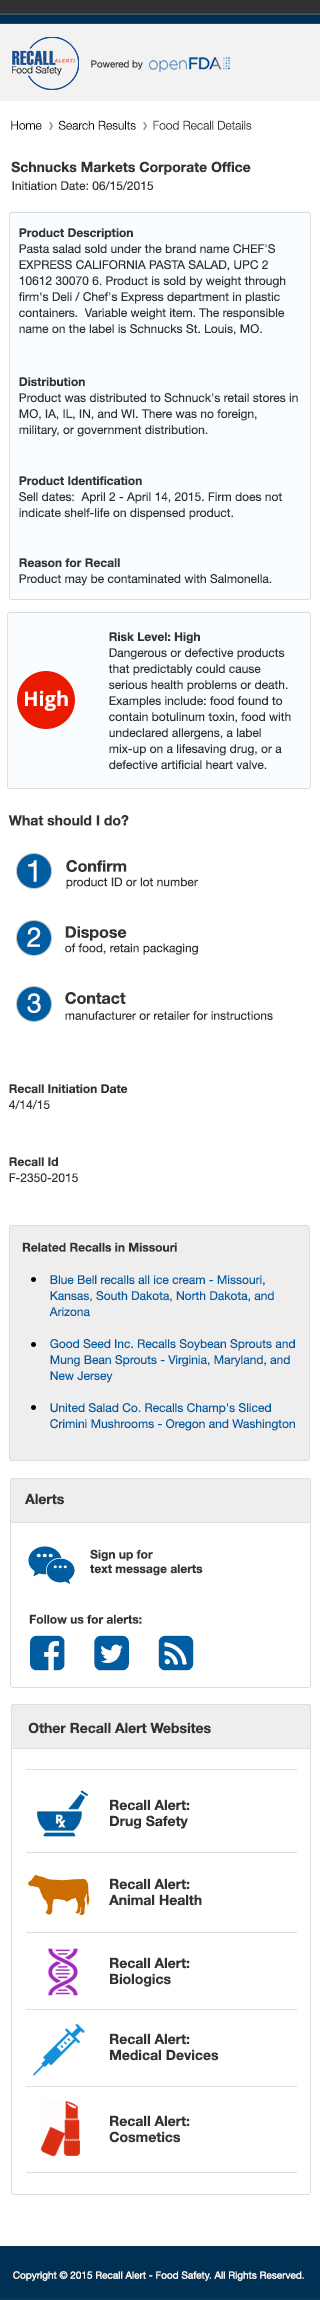 RECALL ALERT!
Food Safety
Powered by openFDA
Home > Search Results > Food Recall Details
Schnucks Markets Corporate Office
Initiation Date: 06/15/2015
Product Description
Pasta salad sold under the brand name CHEF'S
EXPRESS CALIFORNIA PASTA SALAD, UPC 2
10612 30070 6. Product is sold by weight through
firm's Deli / Chef's Express department in plastic
containers.  Variable weight item. The responsible
name on the label is Schnucks St. Louis, MO.
Distribution
Product was distributed to Schnuck's retail stores in
MO, IA, IL, IN, and WI. There was no foreign,
military, or government distribution.
Product Identification
Sell dates:  April 2 - April 14, 2015. Firm does not
indicate shelf-life on dispensed product.
Reason for Recall
Product may be contaminated with Salmonella.
High
Risk Level: High
Dangerous or defective products
that predictably could cause
serious health problems or death.
Examples include: food found to
contain botulinum toxin, food with
undeclared allergens, a label
mix-up on a lifesaving drug, or a
defective artificial heart valve.
What should I do?
1 Confirm
product ID or lot number
2 Dispose
of food, retain packaging
3 Contact
manufacturer or retailer for instructions
Recall Initiation Date
4/14/15
Recall Id
F-2350-2015
Related Recalls in Missouri
• Blue Bell recalls all ice cream - Missouri,
Kansas, South Dakota, North Dakota, and
Arizona
• Good Seed Inc. Recalls Soybean Sprouts and
Mung Bean Sprouts - Virginia, Maryland, and
New Jersey
• United Salad Co. Recalls Champ's Sliced
Crimini Mushrooms - Oregon and Washington
Alerts
Sign up for
text message alerts
Follow us for alerts:
Other Recall Alert Websites
Rx
Recall Alert:
Drug Safety
Recall Alert:
Animal Health
Recall Alert:
Biologics
Recall Alert:
Medical Devices
Recall Alert:
Cosmetics
Copyright © 2015 Recall Alert - Food Safety. All Rights Reserved.